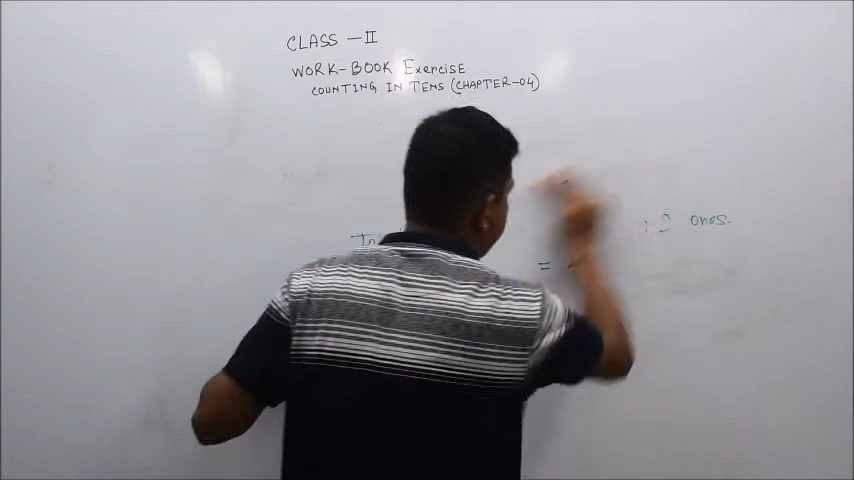 CLASS – II
WORK-BOOK Exercise
COUNTING IN TENS (CHAPTER-04)
ones.
=